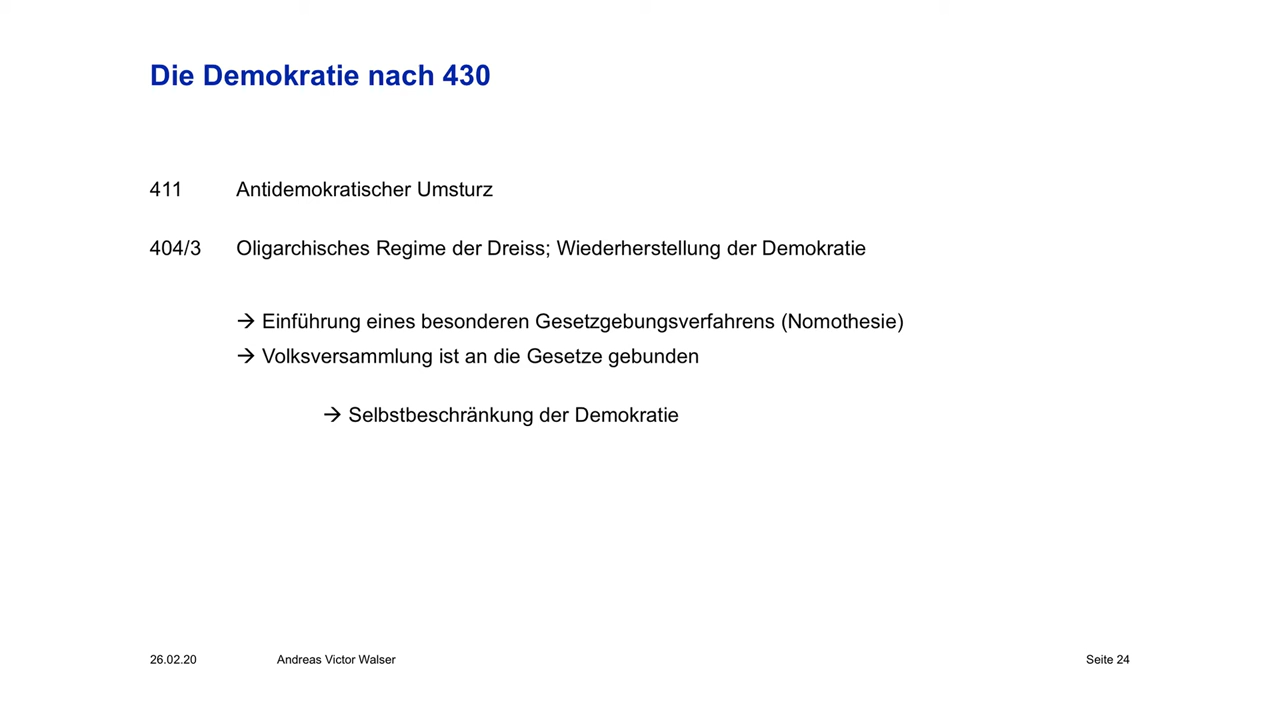 Die Demokratie nach 430
411 Antidemokratischer Umsturz
404/3 Oligarchisches Regime der Dreiss; Wiederherstellung der Demokratie
→ Einführung eines besonderen Gesetzgebungsverfahrens (Nomothesie)
→ Volksversammlung ist an die Gesetze gebunden
→ Selbstbeschränkung der Demokratie
26.02.20 Andreas Victor Walser Seite 24